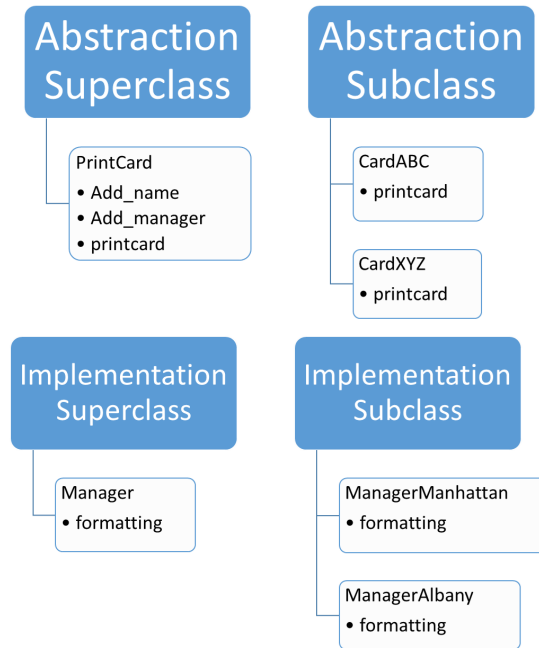 Abstraction
Superclass
PrintCard
• Add_name
• Add_manager
• printcard
Abstraction
Subclass
CardABC
• printcard
CardXYZ
• printcard
Implementation
Superclass
Manager
• formatting
Implementation
Subclass
ManagerManhattan
• formatting
ManagerAlbany
• formatting